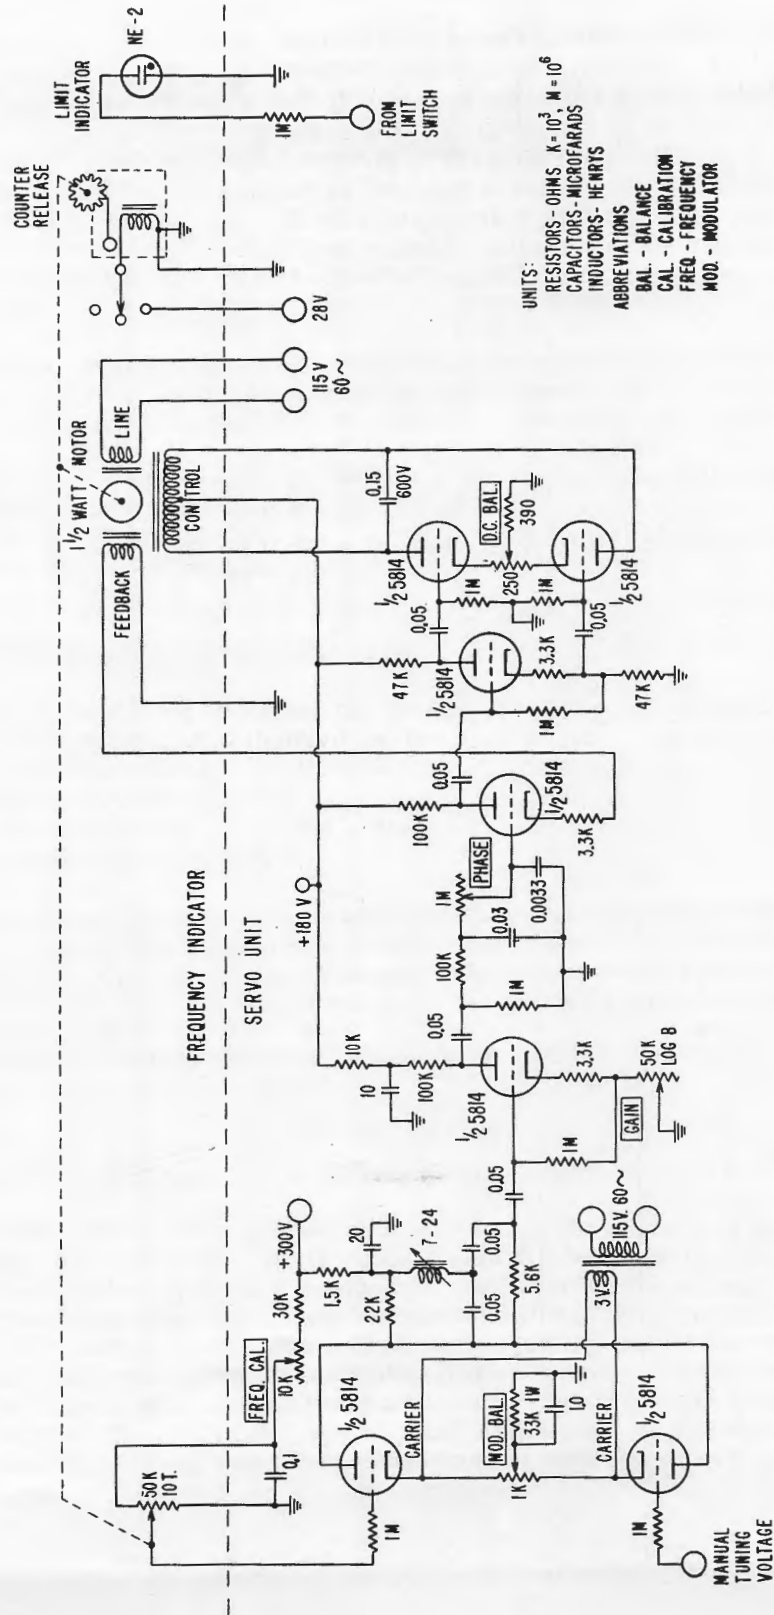 COUNTER
RELEASE
LIMIT
INDICATOR
NE-2
1M
FROM
LIMIT
SWITCH
28V
115V
60~
1 1/2 WATT MOTOR
LINE
FEEDBACK
CONTROL
FREQUENCY INDICATOR
SERVO UNIT
+180V
50K
10T.
FREQ. CAL.
10K
30K
+300V
0.1
1.5K
20
22K
7-24
0.05
0.05
5.6K
0.05
1/2 5814
CARRIER
MOD. BAL.
33K 1W
1.0
1K
CARRIER
1/2 5814
1M
1M
MANUAL
TUNING
VOLTAGE
3V.
115V. 60~
10K
10
100K
0.05
1/2 5814
1M
3.3K
GAIN
50K
LOG B
1M
100K
1M
PHASE
0.03
0.0033
100K
0.05
1/2 5814
3.3K
47K
0.05
1/2 5814
1M
3.3K
47K
0.05
1/2 5814
0.15
600V
1M
250
D.C. BAL.
390
1M
1/2 5814
UNITS:
RESISTORS - OHMS K=10³, M=10⁶
CAPACITORS - MICROFARADS
INDUCTORS - HENRYS
ABBREVIATIONS
BAL. - BALANCE
CAL. - CALIBRATION
FREQ. - FREQUENCY
MOD. - MODULATOR